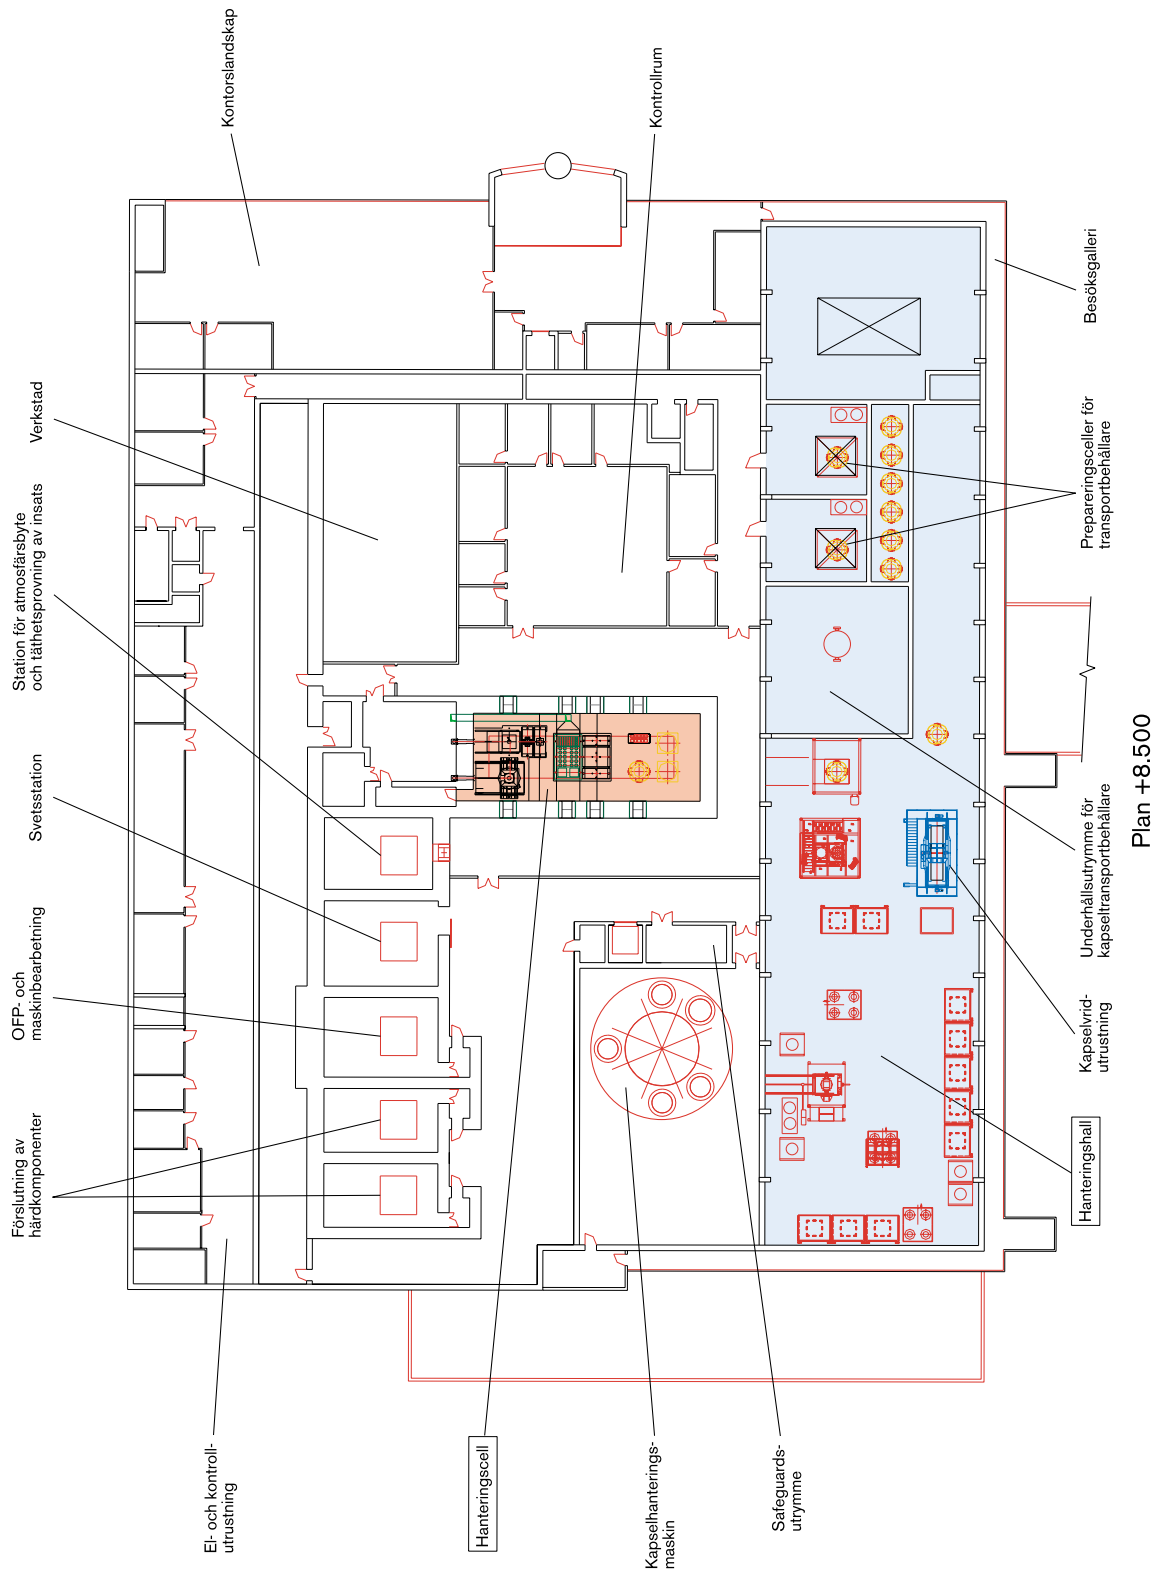 Förslutning av
härdkomponenter
OFP- och
maskinbearbetning
Svetsstation
Station för atmosfärsbyte
och täthetsprovning av insats
Verkstad
Kontorslandskap
El- och kontroll-
utrustning
Hanteringscell
Kapselhanterings-
maskin
Kontrollrum
Safeguards-
utrymme
Hanteringshall
Kapselvrid-
utrustning
Underhållsutrymme för
kapseltransportbehållare
Prepareringsceller för
transportbehållare
Besöksgalleri
Plan +8.500